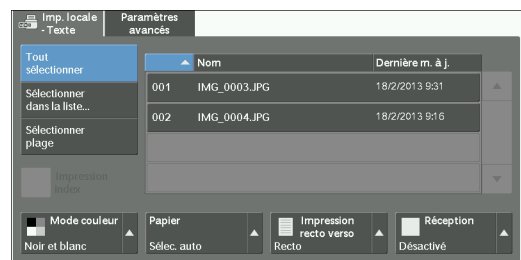 Imp. locale
- Texte
Paramètres
avancés
Tout
sélectionner
Sélectionner
dans la liste...
Sélectionner
plage
Impression
index
Nom
Dernière m. à j.
001 IMG_0003.JPG 18/2/2013 9:31
002 IMG_0004.JPG 18/2/2013 9:16
Mode couleur
Noir et blanc
Papier
Sélec. auto
Impression
recto verso
Recto
Réception
Désactivé